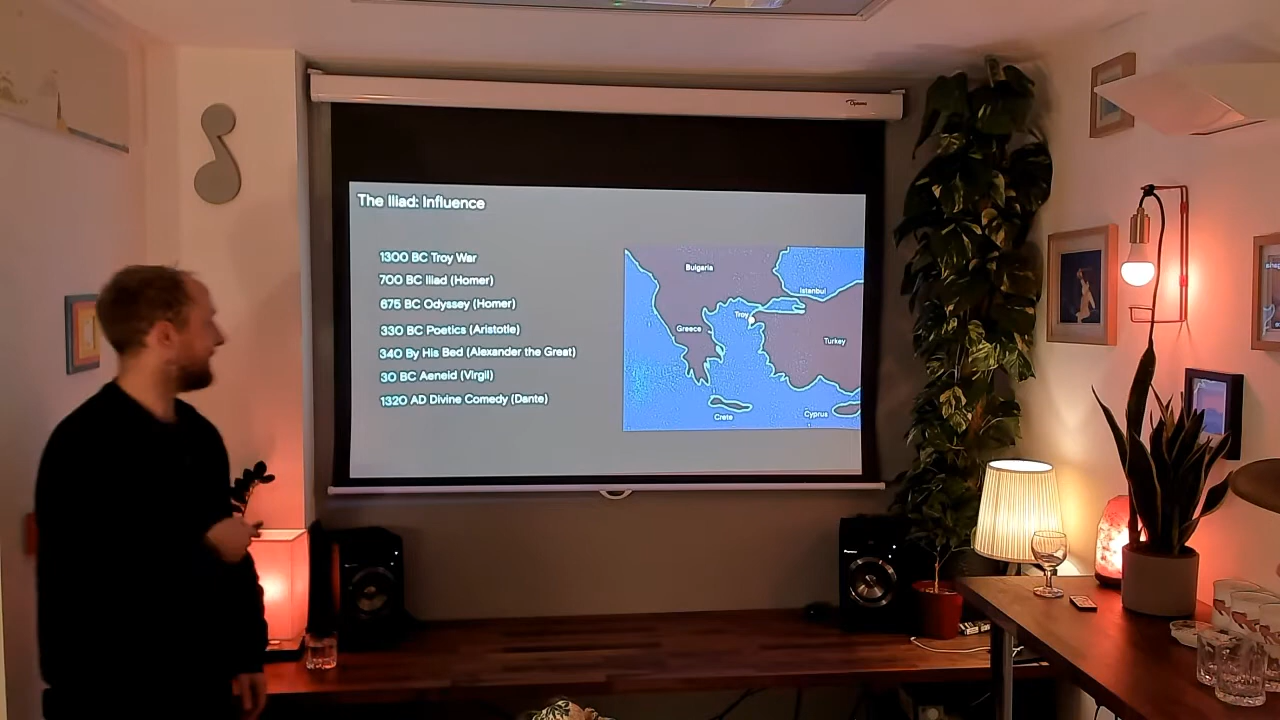 Optoma
The Iliad: Influence
1300 BC Troy War
700 BC Iliad (Homer)
675 BC Odyssey (Homer)
330 BC Poetics (Aristotle)
340 By His Bed (Alexander the Great)
30 BC Aeneid (Virgil)
1320 AD Divine Comedy (Dante)
Bulgaria
Istanbul
Troy
Greece
Turkey
Crete
Cyprus